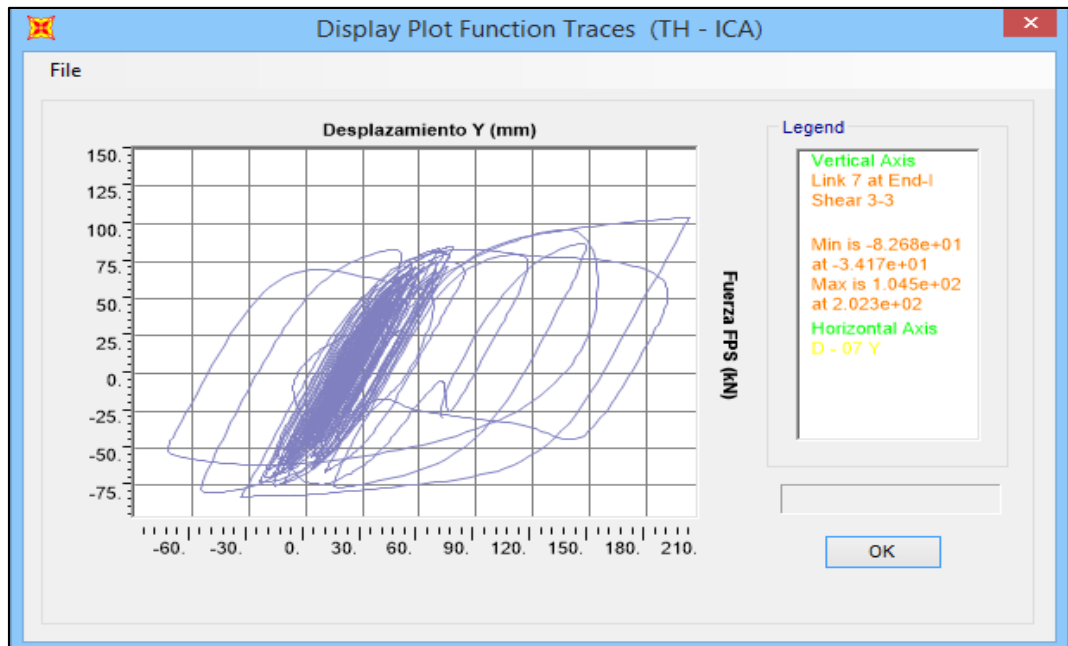 Display Plot Function Traces (TH - ICA)
File
Desplazamiento Y (mm)
150.
125.
100.
75.
50.
25.
0.
-25.
-50.
-75.
-60. -30. 0. 30. 60. 90. 120. 150. 180. 210.
Fuerza FPS (kN)
Legend
Vertical Axis
Link 7 at End-I
Shear 3-3
Min is -8.268e+01
at -3.417e+01
Max is 1.045e+02
at 2.023e+02
Horizontal Axis
D - 07 Y
OK